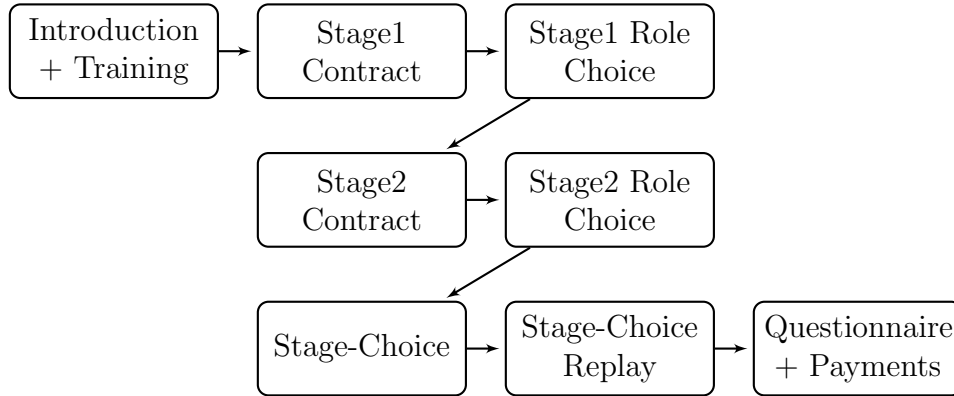 Introduction
+ Training
Stage1
Contract
Stage1 Role
Choice
Stage2
Contract
Stage2 Role
Choice
Stage-Choice
Stage-Choice
Replay
Questionnaire
+ Payments